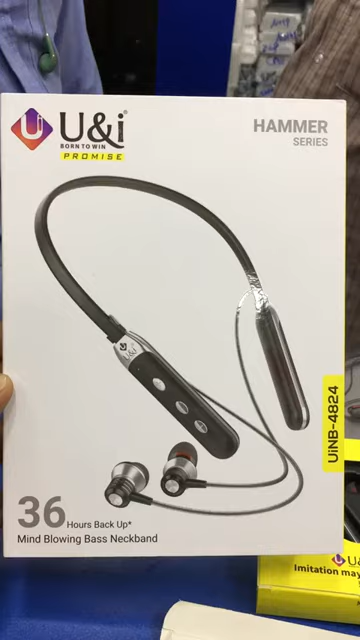 U&i
BORN TO WIN
PROMISE
HAMMER
SERIES
U&i
UiNB-4824
36 Hours Back Up*
Mind Blowing Bass Neckband
Imitation may